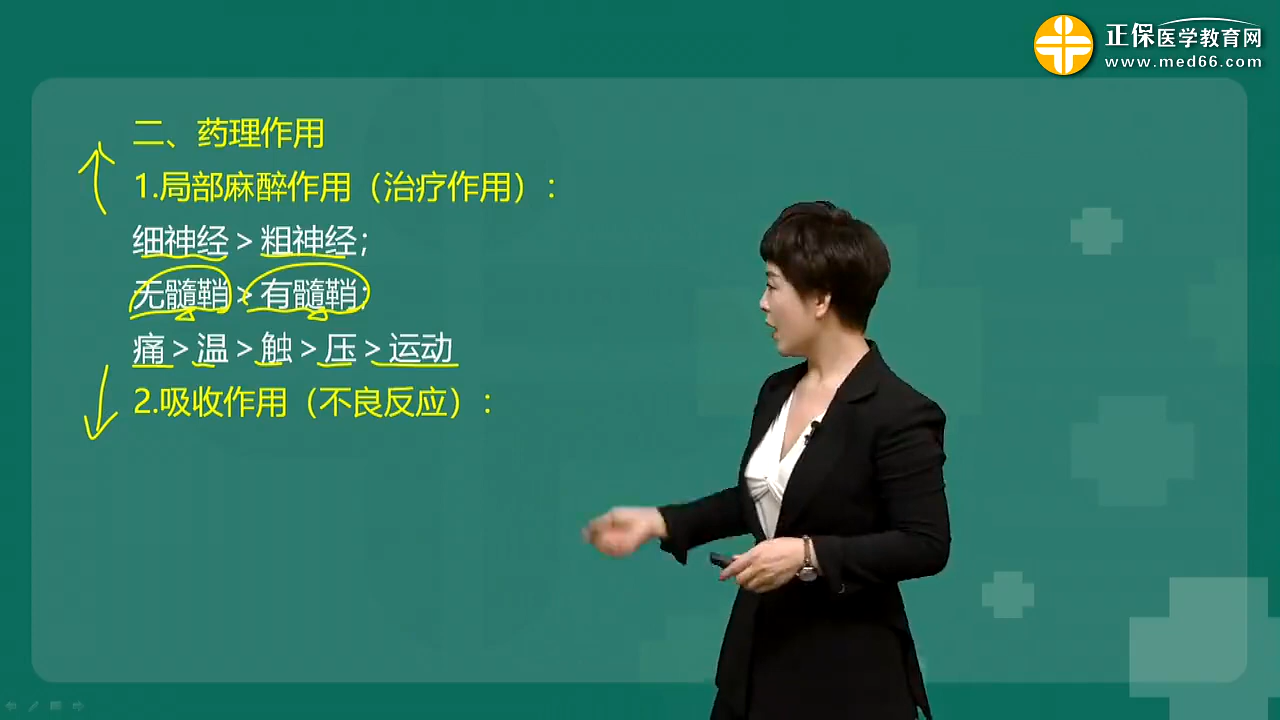 正保医学教育网
www.med66.com
二、药理作用
1.局部麻醉作用（治疗作用）：
细神经＞粗神经；
无髓鞘＞有髓鞘；
痛＞温＞触＞压＞运动
2.吸收作用（不良反应）：